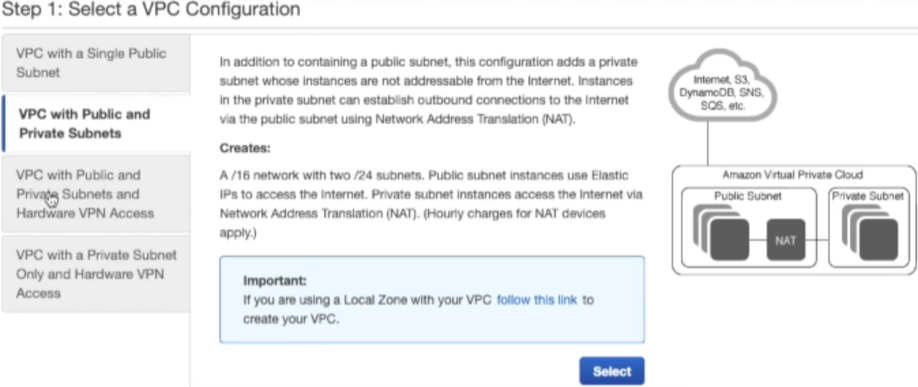 Step 1: Select a VPC Configuration
VPC with a Single Public
Subnet
VPC with Public and
Private Subnets
VPC with Public and
Private Subnets and
Hardware VPN Access
VPC with a Private Subnet
Only and Hardware VPN
Access
In addition to containing a public subnet, this configuration adds a private
subnet whose instances are not addressable from the Internet. Instances
in the private subnet can establish outbound connections to the Internet
via the public subnet using Network Address Translation (NAT).
Creates:
A /16 network with two /24 subnets. Public subnet instances use Elastic
IPs to access the Internet. Private subnet instances access the Internet via
Network Address Translation (NAT). (Hourly charges for NAT devices
apply.)
Important:
If you are using a Local Zone with your VPC follow this link to
create your VPC.
Select
Internet, S3,
DynamoDB, SNS,
SQS, etc.
Amazon Virtual Private Cloud
Public Subnet
Private Subnet
NAT